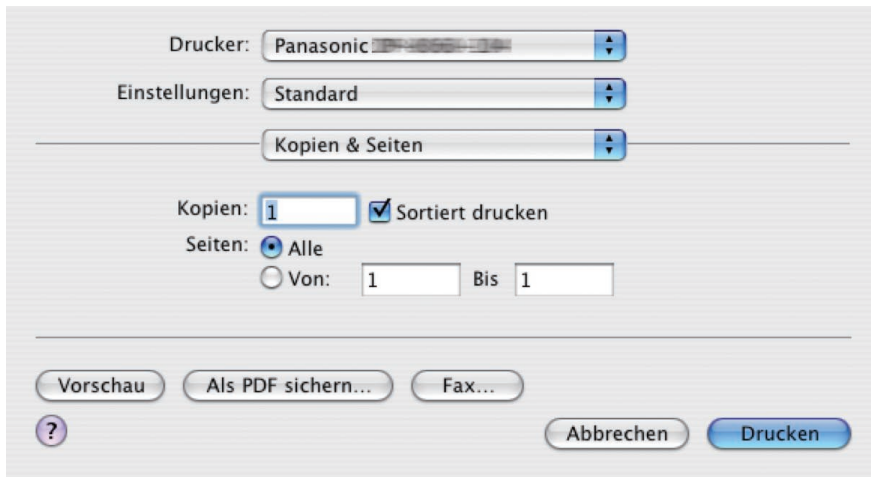 Drucker: Panasonic
Einstellungen: Standard
Kopien & Seiten
Kopien: 1 Sortiert drucken
Seiten: Alle
Von: 1 Bis 1
Vorschau Als PDF sichern... Fax...
? Abbrechen Drucken